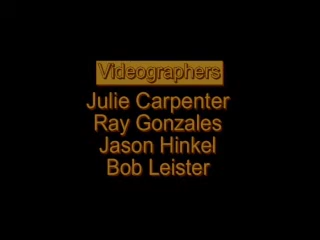 Videographers
Julie Carpenter
Ray Gonzales
Jason Hinkel
Bob Leister